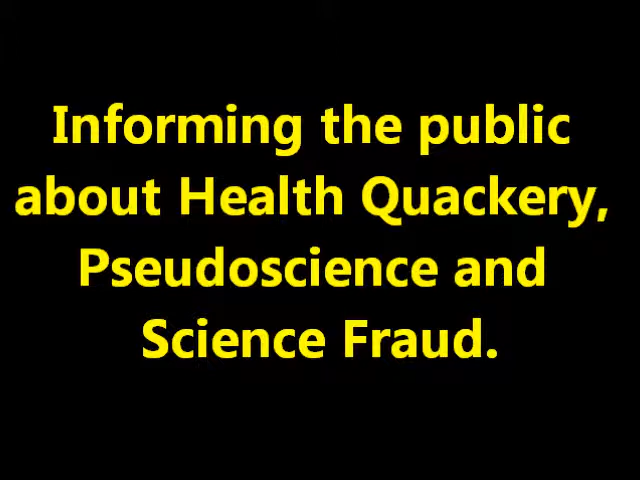 Informing the public
about Health Quackery,
Pseudoscience and
Science Fraud.